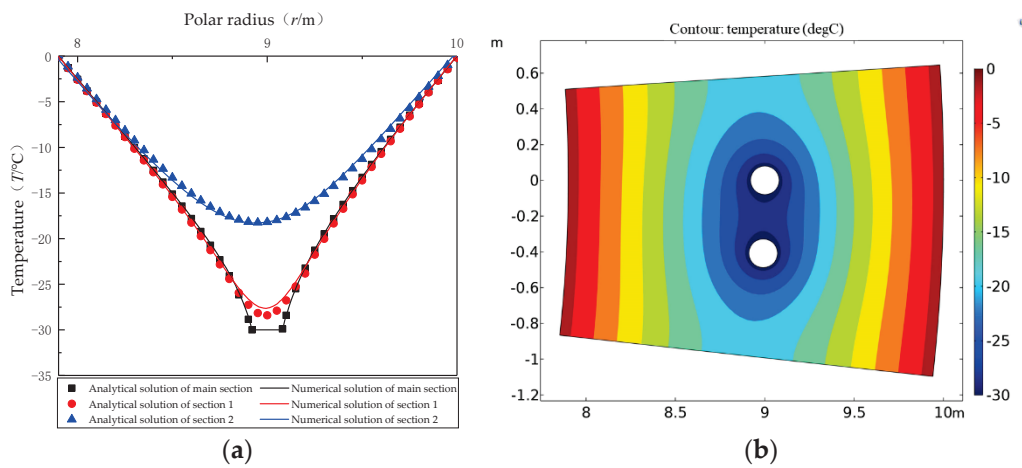 Polar radius (r/m)
8 9 10
0
−5
−10
−15
−20
−25
−30
−35
Temperature (T/°C)
Analytical solution of main section Numerical solution of main section
Analytical solution of section 1 Numerical solution of section 1
Analytical solution of section 2 Numerical solution of section 2
(a)
Contour: temperature (degC)
m
0.6
0.4
0.2
0
-0.2
-0.4
-0.6
-0.8
-1
-1.2
8 8.5 9 9.5 10m
0
-5
-10
-15
-20
-25
-30
(b)